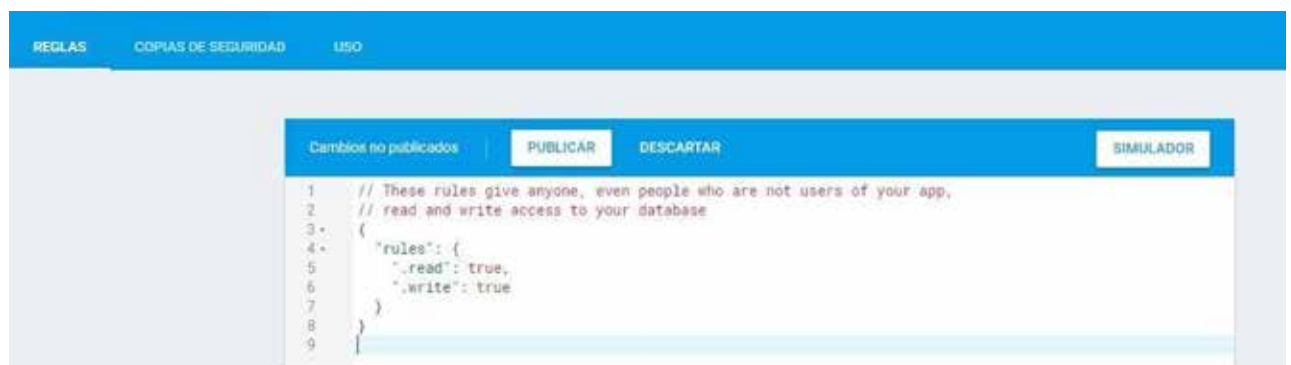 REGLAS COPIAS DE SEGURIDAD USO
Cambios no publicados PUBLICAR DESCARTAR SIMULADOR
1 // These rules give anyone, even people who are not users of your app,
2 // read and write access to your database
3 {
4 "rules": {
5 ".read": true,
6 ".write": true
7 }
8 }
9